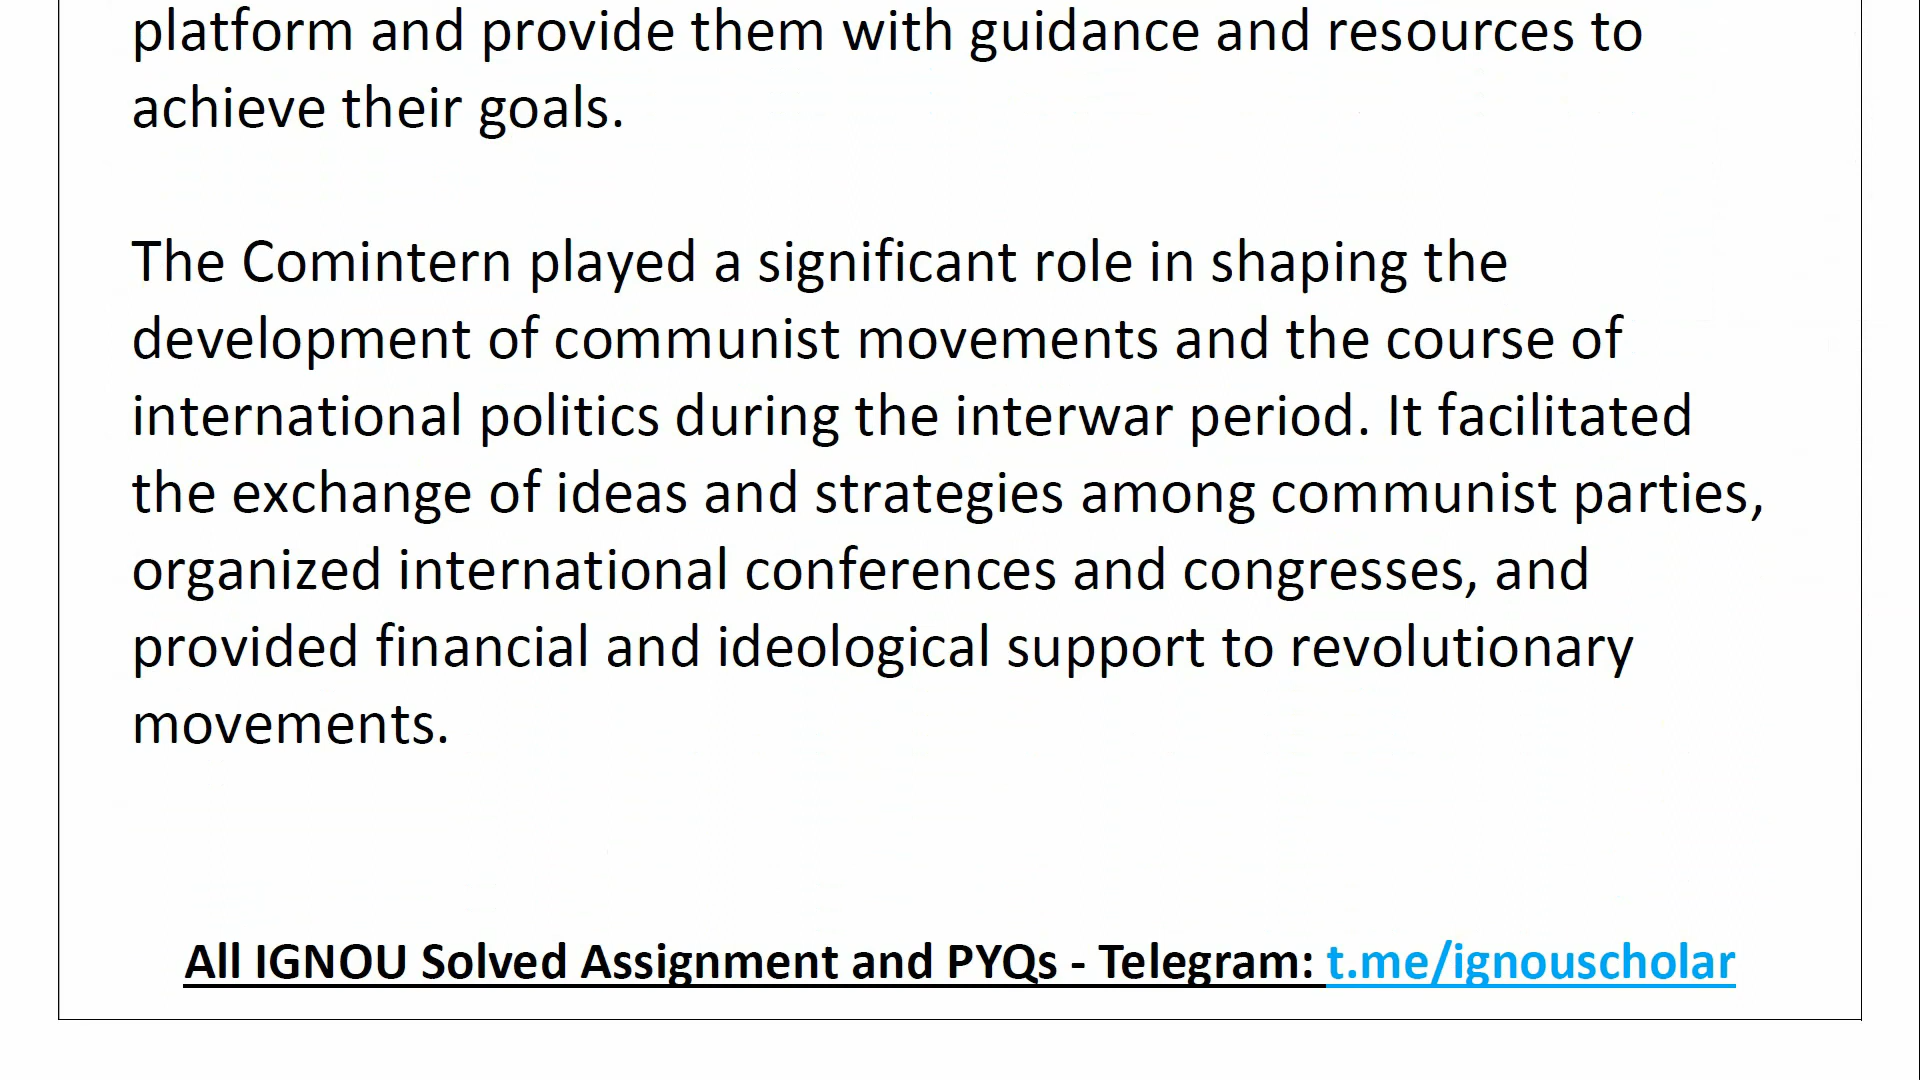 platform and provide them with guidance and resources to
achieve their goals.
The Comintern played a significant role in shaping the
development of communist movements and the course of
international politics during the interwar period. It facilitated
the exchange of ideas and strategies among communist parties,
organized international conferences and congresses, and
provided financial and ideological support to revolutionary
movements.
All IGNOU Solved Assignment and PYQs - Telegram: t.me/ignouscholar